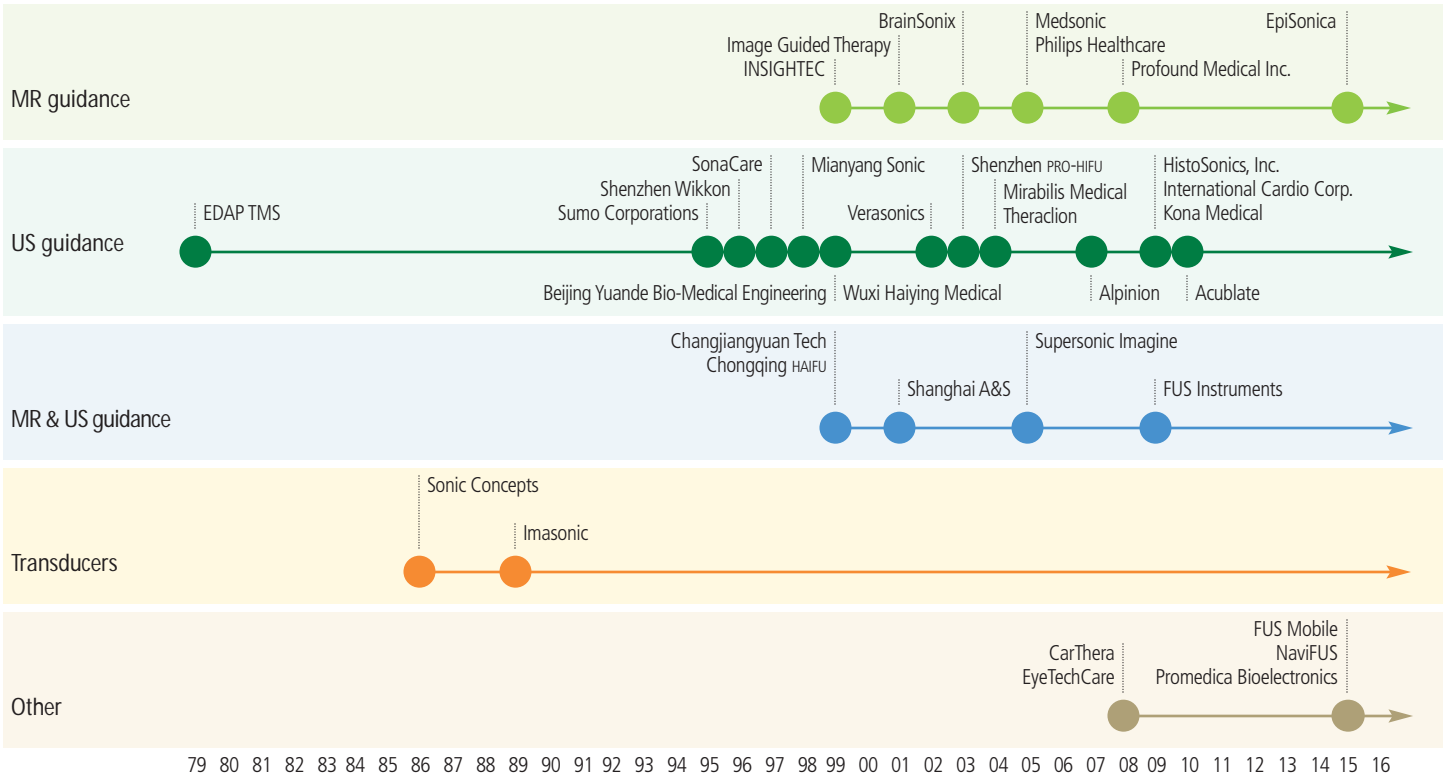 BrainSonix
Medsonic
EpiSonica
Image Guided Therapy
Philips Healthcare
INSIGHTEC
Profound Medical Inc.
MR guidance
SonaCare
Mianyang Sonic
Shenzhen PRO-HIFU
HistoSonics, Inc.
Shenzhen Wikkon
Mirabilis Medical
International Cardio Corp.
EDAP TMS
Sumo Corporations
Verasonics
Theraclion
Kona Medical
US guidance
Beijing Yuande Bio-Medical Engineering
Wuxi Haiying Medical
Alpinion
Acublate
Changjiangyuan Tech
Supersonic Imagine
Chongqing HAIFU
Shanghai A&S
FUS Instruments
MR & US guidance
Sonic Concepts
Imasonic
Transducers
FUS Mobile
CarThera
NaviFUS
EyeTechCare
Promedica Bioelectronics
Other
79 80 81 82 83 84 85 86 87 88 89 90 91 92 93 94 95 96 97 98 99 00 01 02 03 04 05 06 07 08 09 10 11 12 13 14 15 16